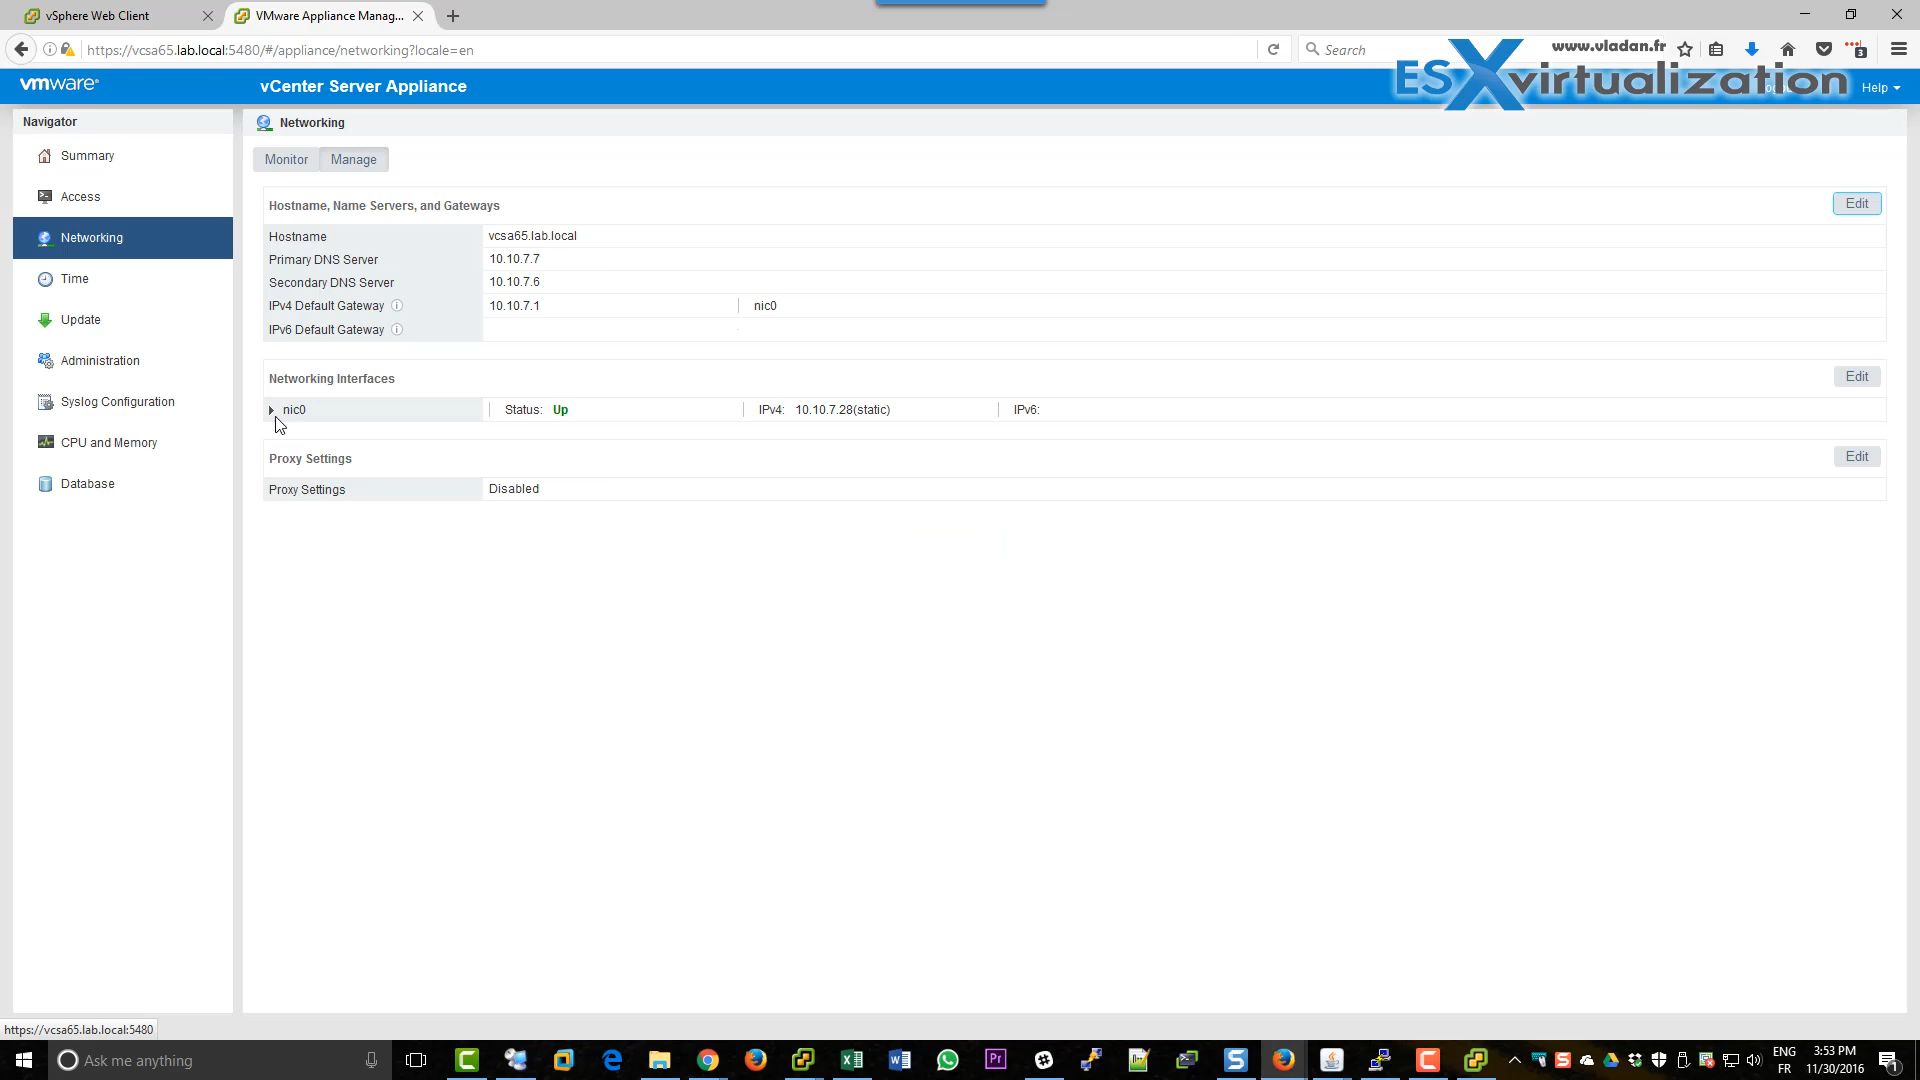 vSphere Web Client
VMware Appliance Manag...
https://vcsa65.lab.local:5480/#/appliance/networking?locale=en
Search
www.vladan.fr
3
vmware®
vCenter Server Appliance
ESXvirtualization
Help
Navigator
Summary
Access
Networking
Time
Update
Administration
Syslog Configuration
CPU and Memory
Database
Networking
Monitor
Manage
Hostname, Name Servers, and Gateways
Edit
Hostname vcsa65.lab.local
Primary DNS Server 10.10.7.7
Secondary DNS Server 10.10.7.6
IPv4 Default Gateway 10.10.7.1 nic0
IPv6 Default Gateway
Networking Interfaces
Edit
nic0 Status: Up IPv4: 10.10.7.28(static) IPv6:
Proxy Settings
Edit
Proxy Settings Disabled
https://vcsa65.lab.local:5480
Ask me anything
Pr
ENG
FR
3:53 PM
11/30/2016
1